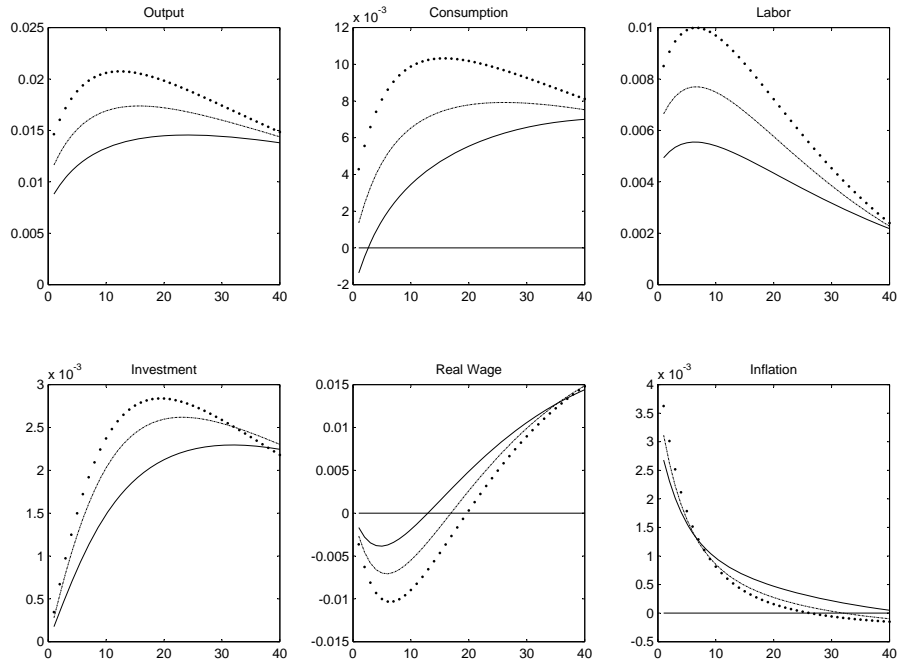 Output
0.025
0.02
0.015
0.01
0.005
0
0 10 20 30 40
Consumption
x 10⁻³
12
10
8
6
4
2
0
-2
0 10 20 30 40
Labor
0.01
0.008
0.006
0.004
0.002
0
0 10 20 30 40
Investment
x 10⁻³
3
2.5
2
1.5
1
0.5
0
0 10 20 30 40
Real Wage
0.015
0.01
0.005
0
-0.005
-0.01
-0.015
0 10 20 30 40
Inflation
x 10⁻³
4
3.5
3
2.5
2
1.5
1
0.5
0
-0.5
0 10 20 30 40